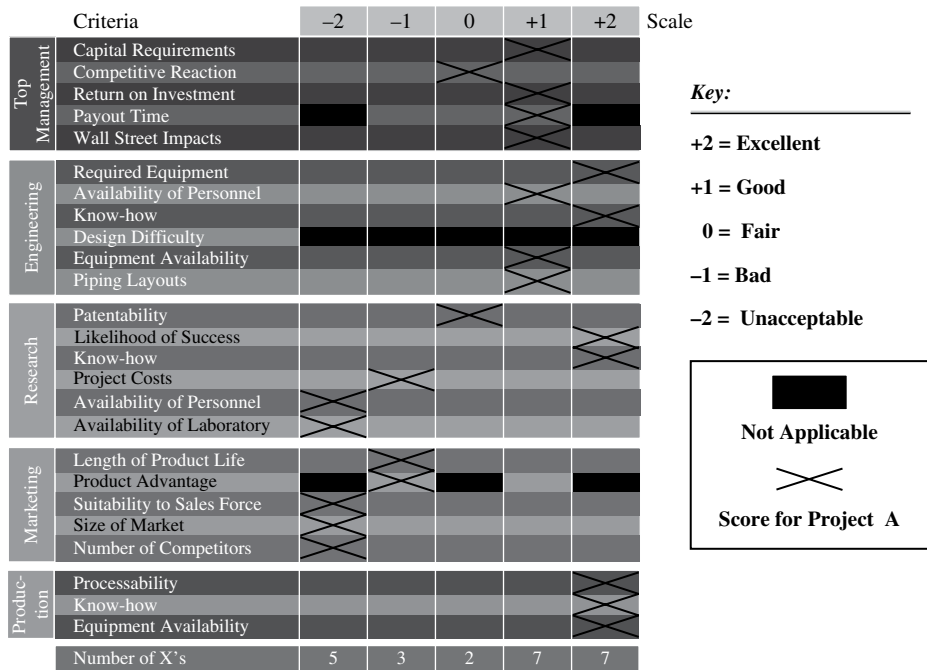 Criteria –2 –1 0 +1 +2 Scale
Top Management
Capital Requirements
Competitive Reaction
Return on Investment
Payout Time
Wall Street Impacts
Engineering
Required Equipment
Availability of Personnel
Know-how
Design Difficulty
Equipment Availability
Piping Layouts
Research
Patentability
Likelihood of Success
Know-how
Project Costs
Availability of Personnel
Availability of Laboratory
Marketing
Length of Product Life
Product Advantage
Suitability to Sales Force
Size of Market
Number of Competitors
Produc-
tion
Processability
Know-how
Equipment Availability
Number of X's 5 3 2 7 7
Key:
+2 = Excellent
+1 = Good
0 = Fair
–1 = Bad
–2 = Unacceptable
Not Applicable
Score for Project A